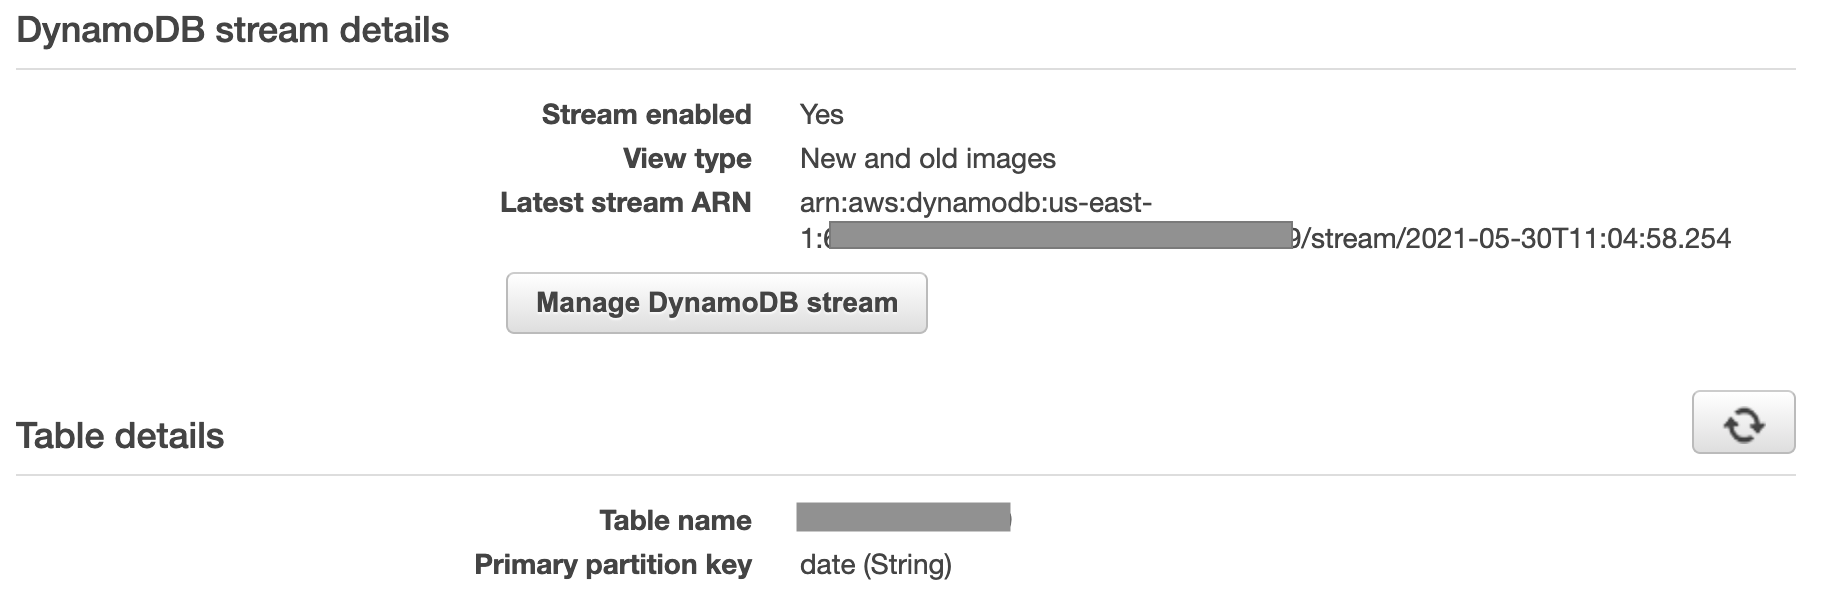 DynamoDB stream details
Stream enabled Yes
View type New and old images
Latest stream ARN arn:aws:dynamodb:us-east-
1: /stream/2021-05-30T11:04:58.254
Manage DynamoDB stream
Table details
Table name
Primary partition key date (String)